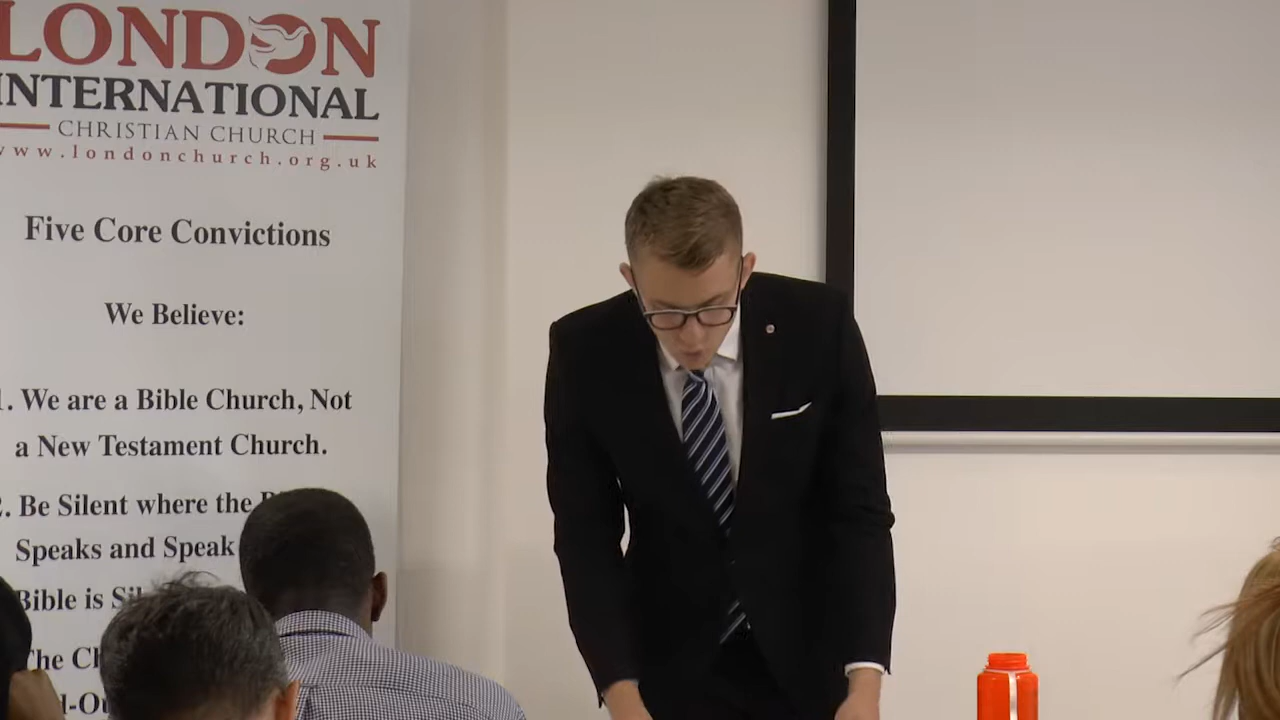 LONDON
INTERNATIONAL
CHRISTIAN CHURCH
www.londonchurch.org.uk
Five Core Convictions
We Believe:
1. We are a Bible Church, Not
a New Testament Church.
2. Be Silent where the
Speaks and Speak
Bible is
The